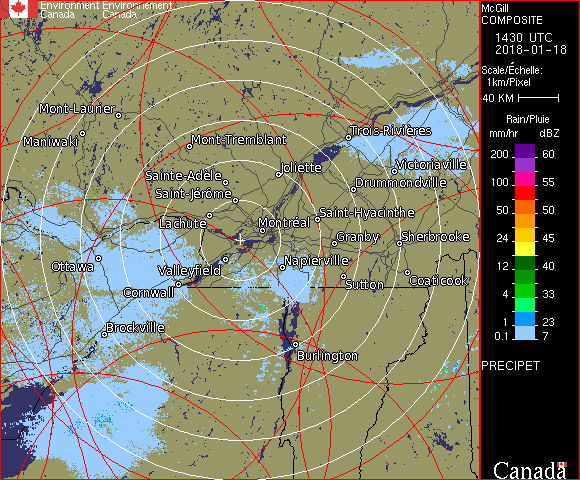 Environment Environnement
Canada Canada
McGill
COMPOSITE
1430 UTC
2018-01-18
Scale/Échelle:
1km/Pixel
40 KM
Rain/Pluie
mm/hr dBZ
200 60
150 55
100 55
50 50
24 45
12 40
4 33
1 23
0.1 7
PRECIPET
Canada
Mont-Laurier
Maniwaki
Mont-Tremblant
Trois-Rivières
Joliette
Victoriaville
Sainte-Adèle
Drummondville
Saint-Jérôme
Saint-Hyacinthe
Lachute
Montréal
Granby
Sherbrooke
Ottawa
Valleyfield
Napierville
Sutton
Coaticook
Cornwall
Brockville
Burlington